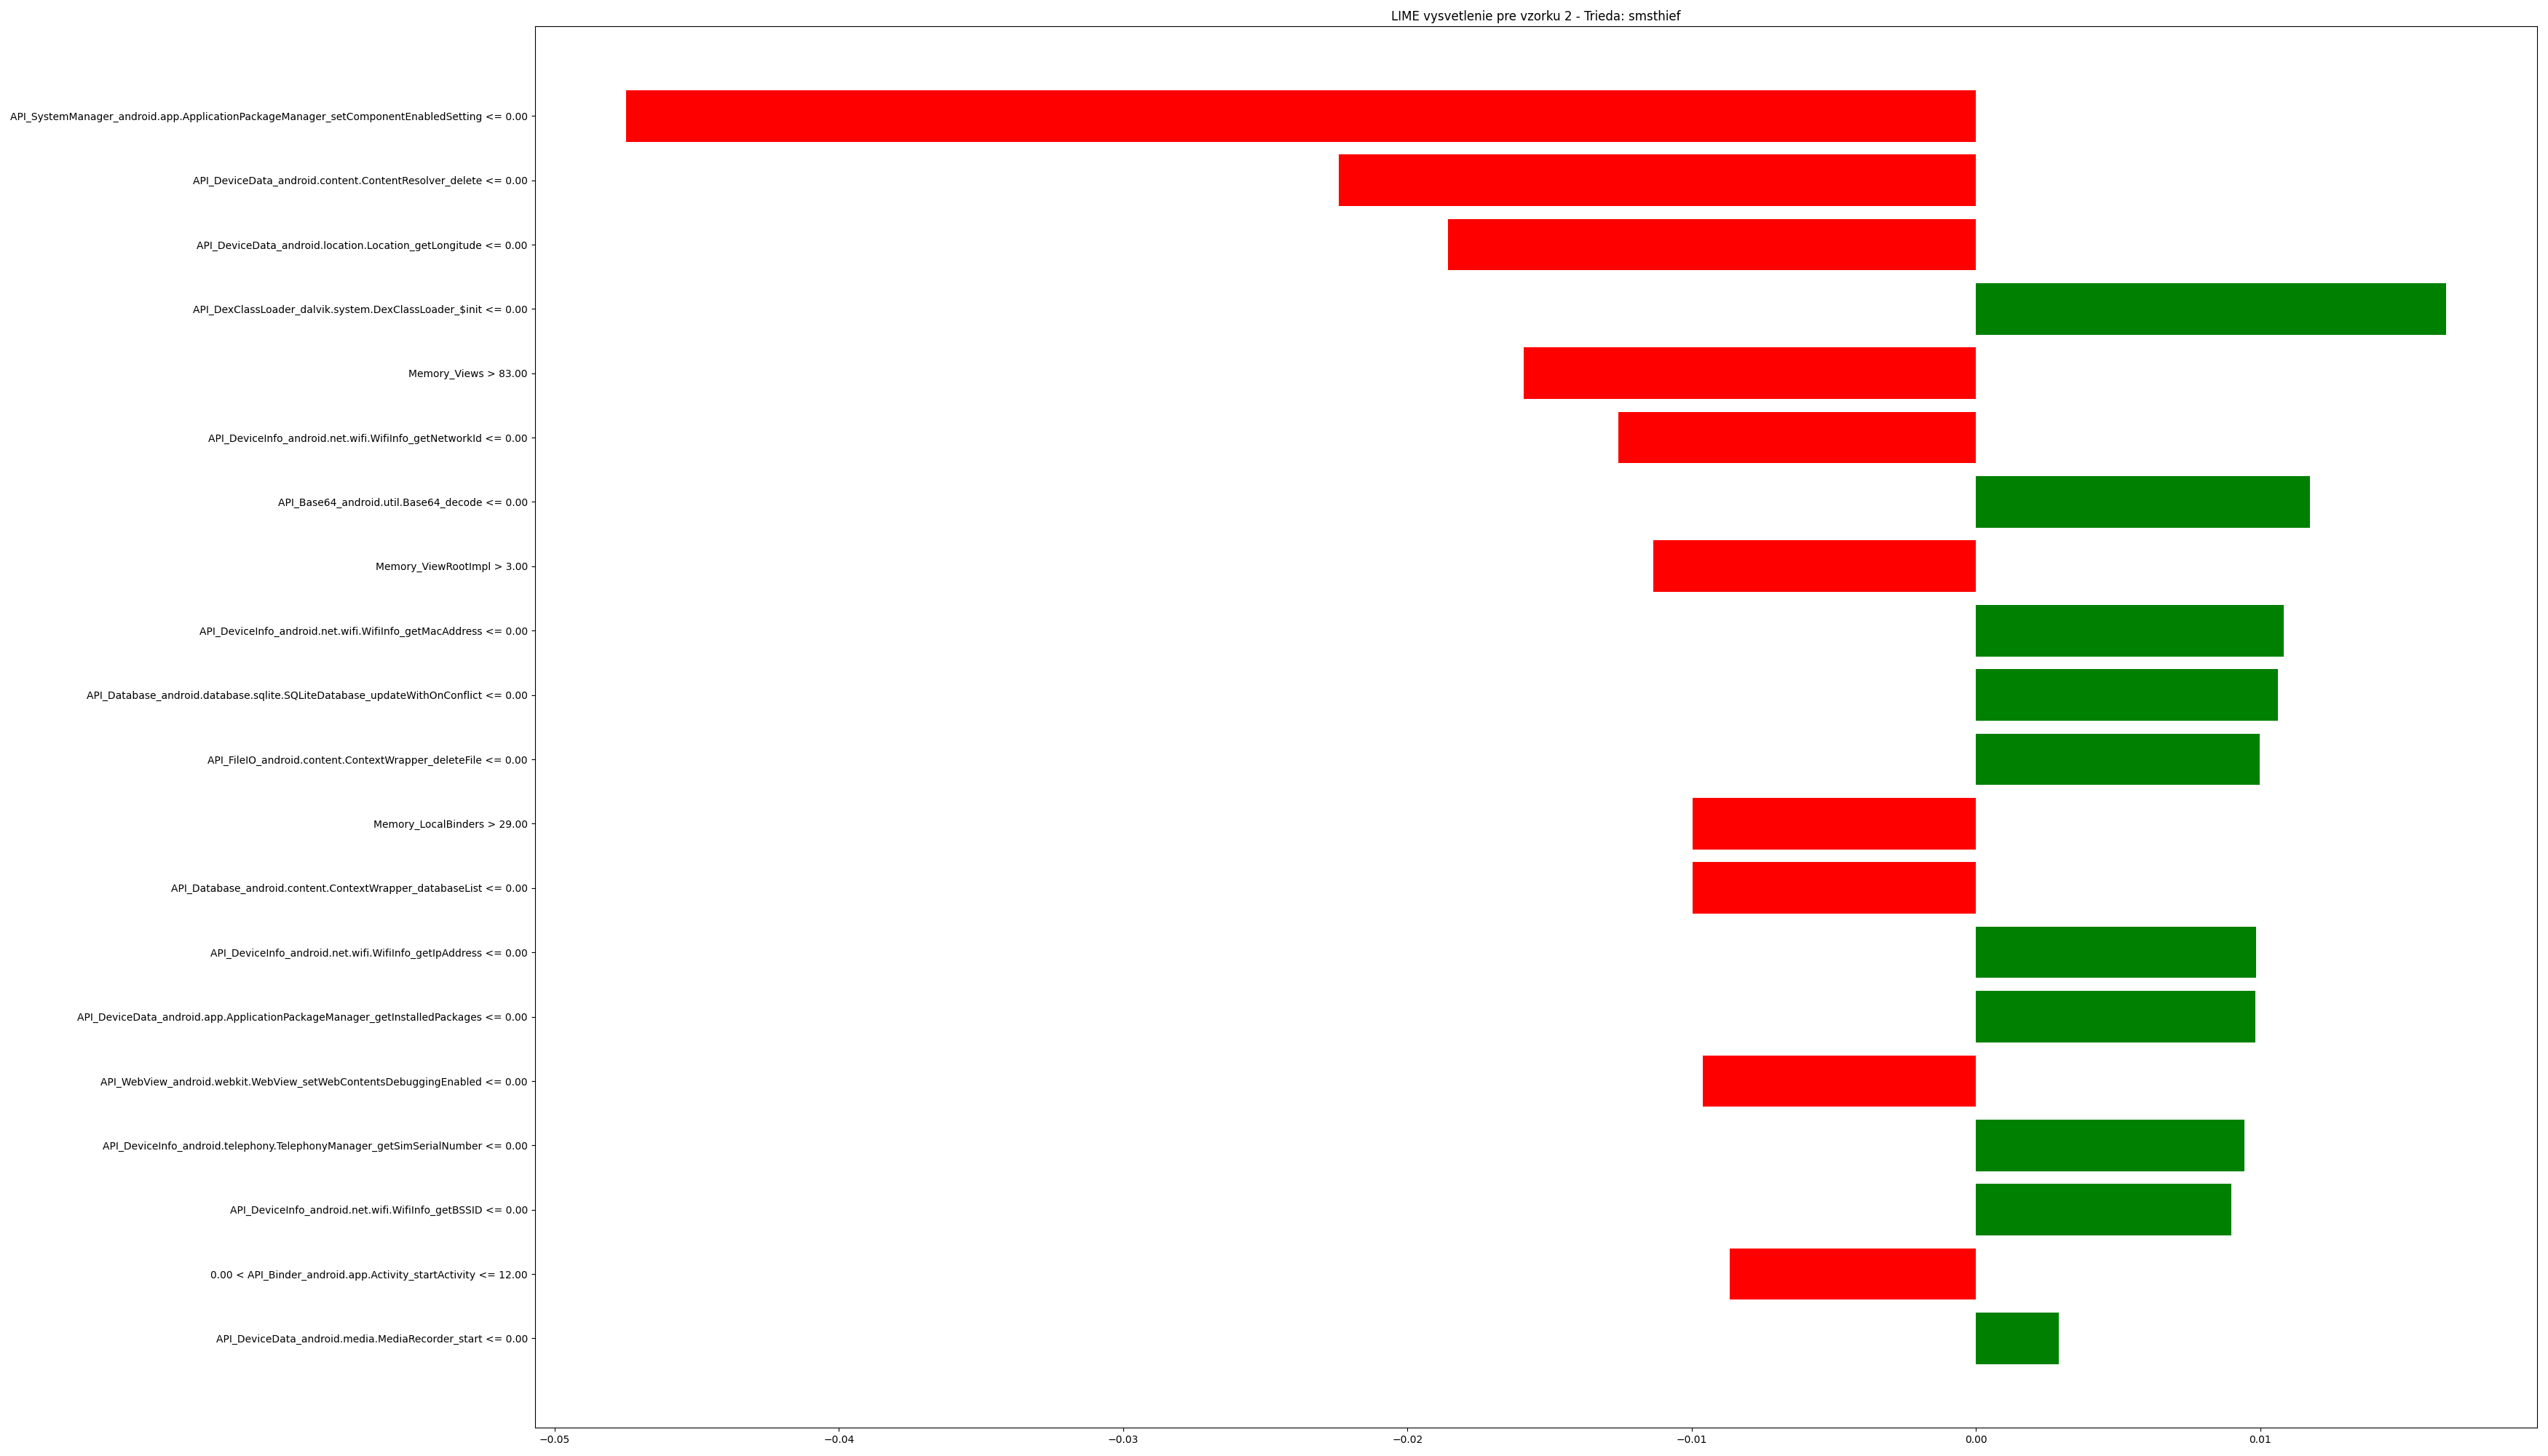 LIME vysvetlenie pre vzorku 2 - Trieda: smsthief
API_SystemManager_android.app.ApplicationPackageManager_setComponentEnabledSetting <= 0.00
API_DeviceData_android.content.ContentResolver_delete <= 0.00
API_DeviceData_android.location.Location_getLongitude <= 0.00
API_DexClassLoader_dalvik.system.DexClassLoader_$init <= 0.00
Memory_Views > 83.00
API_DeviceInfo_android.net.wifi.WifiInfo_getNetworkId <= 0.00
API_Base64_android.util.Base64_decode <= 0.00
Memory_ViewRootImpl > 3.00
API_DeviceInfo_android.net.wifi.WifiInfo_getMacAddress <= 0.00
API_Database_android.database.sqlite.SQLiteDatabase_updateWithOnConflict <= 0.00
API_FileIO_android.content.ContextWrapper_deleteFile <= 0.00
Memory_LocalBinders > 29.00
API_Database_android.content.ContextWrapper_databaseList <= 0.00
API_DeviceInfo_android.net.wifi.WifiInfo_getIpAddress <= 0.00
API_DeviceData_android.app.ApplicationPackageManager_getInstalledPackages <= 0.00
API_WebView_android.webkit.WebView_setWebContentsDebuggingEnabled <= 0.00
API_DeviceInfo_android.telephony.TelephonyManager_getSimSerialNumber <= 0.00
API_DeviceInfo_android.net.wifi.WifiInfo_getBSSID <= 0.00
0.00 < API_Binder_android.app.Activity_startActivity <= 12.00
API_DeviceData_android.media.MediaRecorder_start <= 0.00
−0.05 −0.04 −0.03 −0.02 −0.01 0.00 0.01